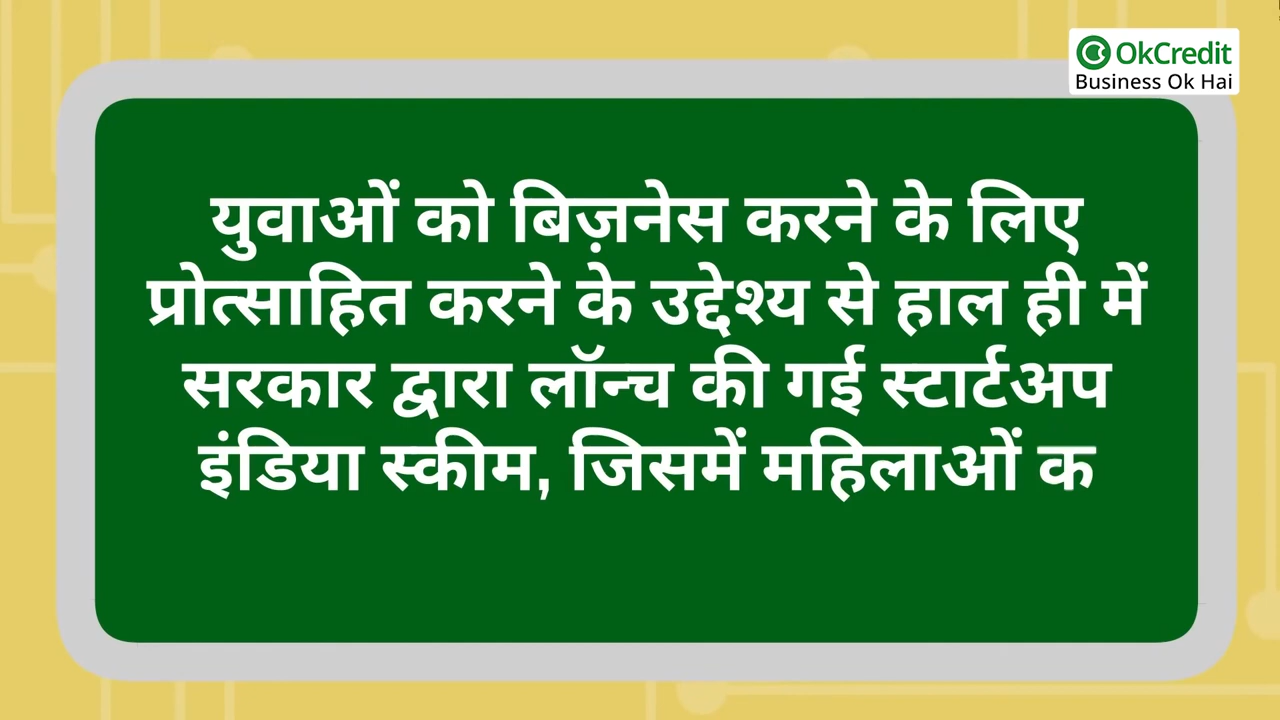 OkCredit
Business Ok Hai
युवाओं को बिज़नेस करने के लिए
प्रोत्साहित करने के उद्देश्य से हाल ही में
सरकार द्वारा लॉन्च की गई स्टार्टअप
इंडिया स्कीम, जिसमें महिलाओं क